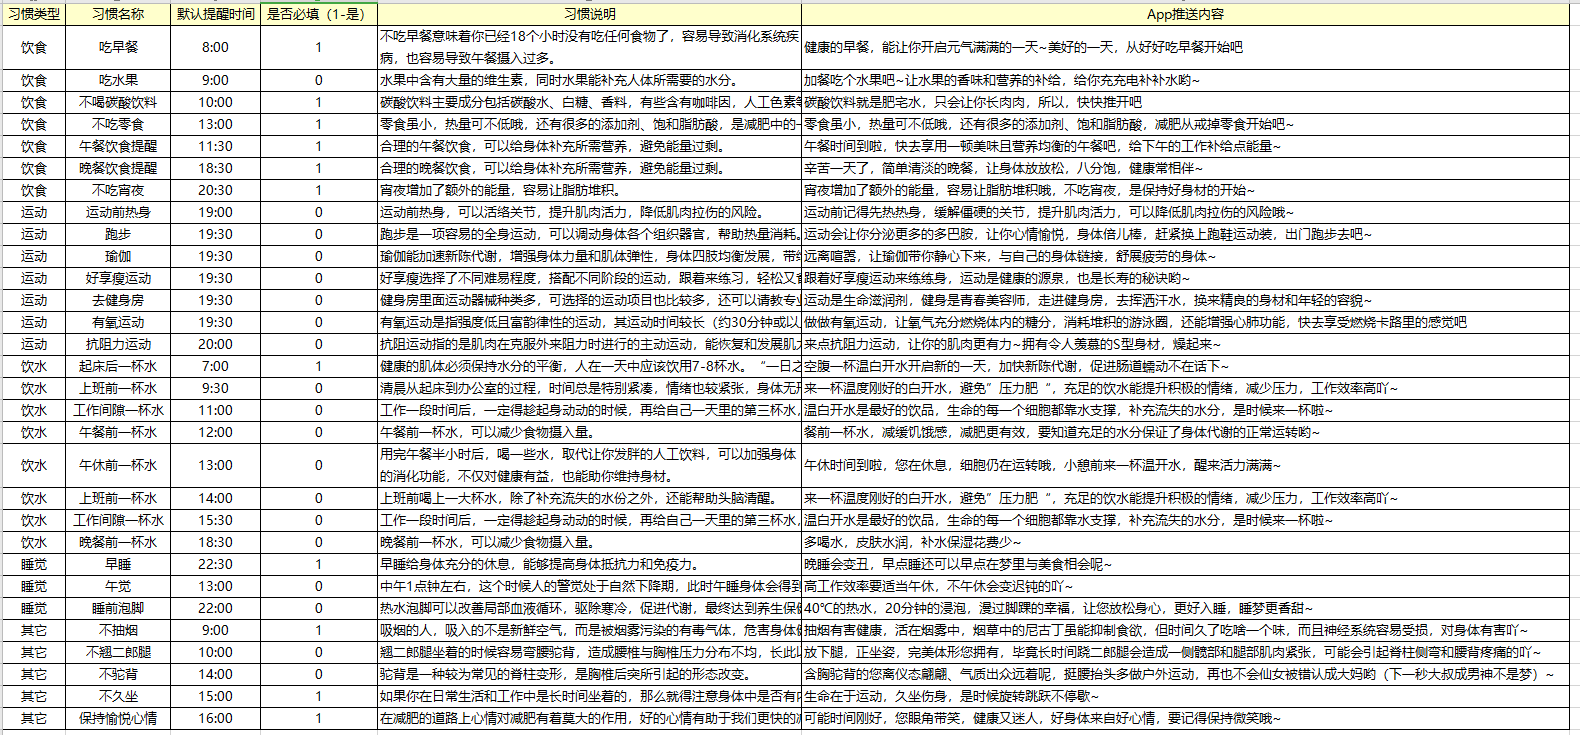 习惯类型 习惯名称 默认提醒时间 是否必填（1-是） 习惯说明 App推送内容
饮食 吃早餐 8:00 1 不吃早餐意味着你已经18个小时没有吃任何食物了，容易导致消化系统疾病，也容易导致午餐摄入过多。 健康的早餐，能让你开启元气满满的一天~美好的一天，从好好吃早餐开始吧
饮食 吃水果 9:00 0 水果中含有大量的维生素，同时水果能补充人体所需要的水分。 加餐吃个水果吧~让水果的香味和营养的补给，给你充充电补补水哟~
饮食 不喝碳酸饮料 10:00 1 碳酸饮料主要成分包括碳酸水、白糖、香料，有些含有咖啡因，人工色素 碳酸饮料就是肥宅水，只会让你长肉肉，所以，快快推开吧
饮食 不吃零食 13:00 1 零食虽小，热量可不低哦，还有很多的添加剂、饱和脂肪酸，是减肥中的 零食虽小，热量可不低哦，还有很多的添加剂、饱和脂肪酸，减肥从戒掉零食开始吧~
饮食 午餐饮食提醒 11:30 1 合理的午餐饮食，可以给身体补充所需营养，避免能量过剩。 午餐时间到啦，快去享用一顿美味且营养均衡的午餐吧，给下午的工作补给点能量~
饮食 晚餐饮食提醒 18:30 1 合理的晚餐饮食，可以给身体补充所需营养，避免能量过剩。 辛苦一天了，简单清淡的晚餐，让身体放放松，八分饱，健康常相伴~
饮食 不吃宵夜 20:30 1 宵夜增加了额外的能量，容易让脂肪堆积。 宵夜增加了额外的能量，容易让脂肪堆积哦，不吃宵夜，是保持好身材的开始~
运动 运动前热身 19:00 0 运动前热身，可以活络关节，提升肌肉活力，降低肌肉拉伤的风险。 运动前记得先热热身，缓解僵硬的关节，提升肌肉活力，可以降低肌肉拉伤的风险哦~
运动 跑步 19:30 0 跑步是一项容易的全身运动，可以调动身体各个组织器官，帮助热量消耗。 运动会让你分泌更多的多巴胺，让你心情愉悦，身体倍儿棒，赶紧换上跑鞋运动装，出门跑步去吧~
运动 瑜伽 19:30 0 瑜伽能加速新陈代谢，增强身体力量和肌体弹性，身体四肢均衡发展，带给 远离喧嚣，让瑜伽带你静心下来，与自己的身体链接，舒展疲劳的身体~
运动 好享瘦运动 19:30 0 好享瘦选择了不同难易程度，搭配不同阶段的运动，跟着来练习，轻松又 跟着好享瘦运动来练练身，运动是健康的源泉，也是长寿的秘诀哟~
运动 去健身房 19:30 0 健身房里面运动器械种类多，可选择的运动项目也比较多，还可以请教专业 运动是生命滋润剂，健身是青春美容师，走进健身房，去挥洒汗水，换来精良的身材和年轻的容貌~
运动 有氧运动 19:30 0 有氧运动是指强度低且富韵律性的运动，其运动时间较长（约30分钟或以 做做有氧运动，让氧气充分燃烧体内的糖分，消耗堆积的游泳圈，还能增强心肺功能，快去享受燃烧卡路里的感觉吧
运动 抗阻力运动 20:00 0 抗阻运动指的是肌肉在克服外来阻力时进行的主动运动，能恢复和发展肌 来点抗阻力运动，让你的肌肉更有力~拥有令人羡慕的S型身材，燥起来~
饮水 起床后一杯水 7:00 1 健康的肌体必须保持水分的平衡，人在一天中应该饮用7-8杯水。“一日之 空腹一杯温白开水开启新的一天，加快新陈代谢，促进肠道蠕动不在话下~
饮水 上班前一杯水 9:30 0 清晨从起床到办公室的过程，时间总是特别紧凑，情绪也较紧张，身体无 来一杯温度刚好的白开水，避免”压力肥“，充足的饮水能提升积极的情绪，减少压力，工作效率高吖~
饮水 工作间隙一杯水 11:00 0 工作一段时间后，一定得趁起身动动的时候，再给自己一天里的第三杯水， 温白开水是最好的饮品，生命的每一个细胞都靠水支撑，补充流失的水分，是时候来一杯啦~
饮水 午餐前一杯水 12:00 0 午餐前一杯水，可以减少食物摄入量。 餐前一杯水，减缓饥饿感，减肥更有效，要知道充足的水分保证了身体代谢的正常运转哟~
饮水 午休前一杯水 13:00 0 用完午餐半小时后，喝一些水，取代让你发胖的人工饮料，可以加强身体的消化功能，不仅对健康有益，也能助你维持身材。 午休时间到啦，您在休息，细胞仍在运转哦，小憩前来一杯温开水，醒来活力满满~
饮水 上班前一杯水 14:00 0 上班前喝上一大杯水，除了补充流失的水份之外，还能帮助头脑清醒。 来一杯温度刚好的白开水，避免”压力肥“，充足的饮水能提升积极的情绪，减少压力，工作效率高吖~
饮水 工作间隙一杯水 15:30 0 工作一段时间后，一定得趁起身动动的时候，再给自己一天里的第三杯水， 温白开水是最好的饮品，生命的每一个细胞都靠水支撑，补充流失的水分，是时候来一杯啦~
饮水 晚餐前一杯水 18:30 0 晚餐前一杯水，可以减少食物摄入量。 多喝水，皮肤水润，补水保湿花费少~
睡觉 早睡 22:30 1 早睡给身体充分的休息，能够提高身体抵抗力和免疫力。 晚睡会变丑，早点睡还可以早点在梦里与美食相会呢~
睡觉 午觉 13:00 0 中午1点钟左右，这个时候人的警觉处于自然下降期，此时午睡身体会得到 高工作效率要适当午休，不午休会变迟钝的吖~
睡觉 睡前泡脚 22:00 0 热水泡脚可以改善局部血液循环，驱除寒冷，促进代谢，最终达到养生保健 40℃的热水，20分钟的浸泡，漫过脚踝的幸福，让您放松身心，更好入睡，睡梦更香甜~
其它 不抽烟 9:00 1 吸烟的人，吸入的不是新鲜空气，而是被烟雾污染的有毒气体，危害身体健 抽烟有害健康，活在烟雾中，烟草中的尼古丁虽能抑制食欲，但时间久了吃啥一个味，而且神经系统容易受损，对身体有害吖~
其它 不翘二郎腿 10:00 0 翘二郎腿坐着的时候容易弯腰驼背，造成腰椎与胸椎压力分布不均，长此以 放下腿，正坐姿，完美体形您拥有，毕竟长时间跷二郎腿会造成一侧髋部和腿部肌肉紧张，可能会引起脊柱侧弯和腰背疼痛的吖~
其它 不驼背 14:00 0 驼背是一种较为常见的脊柱变形，是胸椎后突所引起的形态改变。 含胸驼背的您离仪态翩翩、气质出众远着呢，挺腰抬头多做户外运动，再也不会仙女被错认成大妈哟（下一秒大叔成男神不是梦）~
其它 不久坐 15:00 1 如果你在日常生活和工作中是长时间坐着的，那么就得注意身体中是否有 生命在于运动，久坐伤身，是时候旋转跳跃不停歇~
其它 保持愉悦心情 16:00 1 在减肥的道路上心情对减肥有着莫大的作用，好的心情有助于我们更快的 可能时间刚好，您眼角带笑，健康又迷人，好身体来自好心情，要记得保持微笑哦~